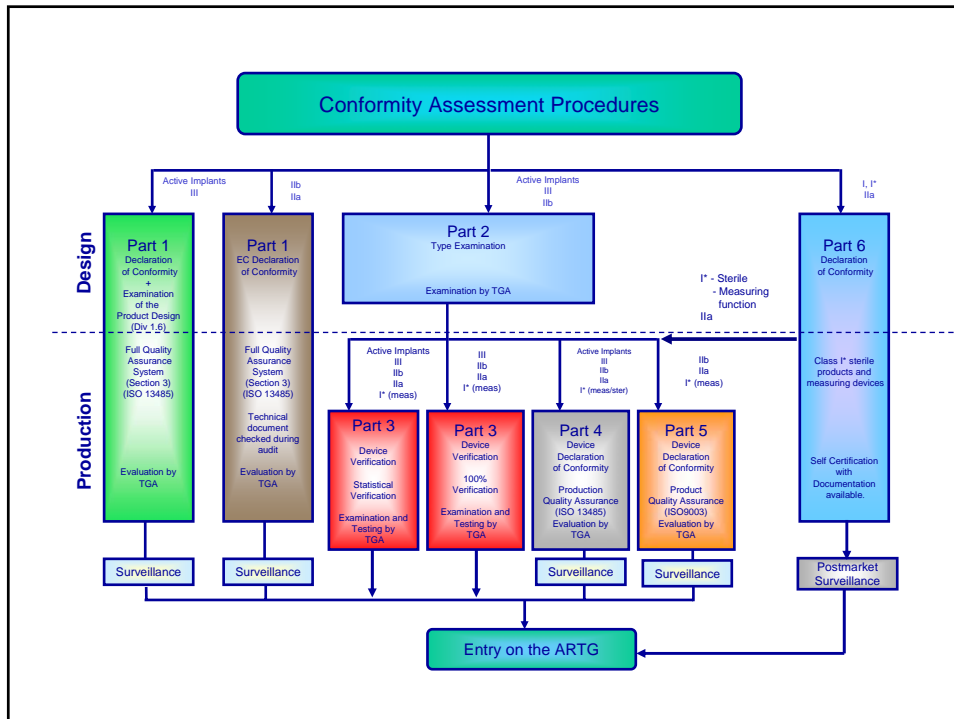 Conformity Assessment Procedures
Active Implants
III
IIb
IIa
Active Implants
III
IIb
I, I*
IIa
Design
Part 1
Declaration
of Conformity
+
Examination
of the
Product Design
(Div 1.6)
Full Quality
Assurance
System
(Section 3)
(ISO 13485)
Evaluation by
TGA
Part 1
EC Declaration
of Conformity
Full Quality
Assurance
System
(Section 3)
(ISO 13485)
Technical
document
checked during
audit
Evaluation by
TGA
Part 2
Type Examination
Examination by TGA
I* - Sterile
- Measuring
function
IIa
Part 6
Declaration
of Conformity
Class I* sterile
products and
measuring devices
Self Certification
with
Documentation
available.
Production
Active Implants
III
IIb
IIa
I* (meas)
III
IIb
IIa
I* (meas)
Active Implants
III
IIb
IIa
I* (meas/ster)
IIb
IIa
I* (meas)
Part 3
Device
Verification
Statistical
Verification
Examination and
Testing by
TGA
Part 3
Device
Verification
100%
Verification
Examination and
Testing by
TGA
Part 4
Device
Declaration
of Conformity
Production
Quality Assurance
(ISO 13485)
Evaluation by
TGA
Part 5
Device
Declaration
of Conformity
Product
Quality Assurance
(ISO9003)
Evaluation by
TGA
Surveillance
Surveillance
Surveillance
Surveillance
Postmarket
Surveillance
Entry on the ARTG